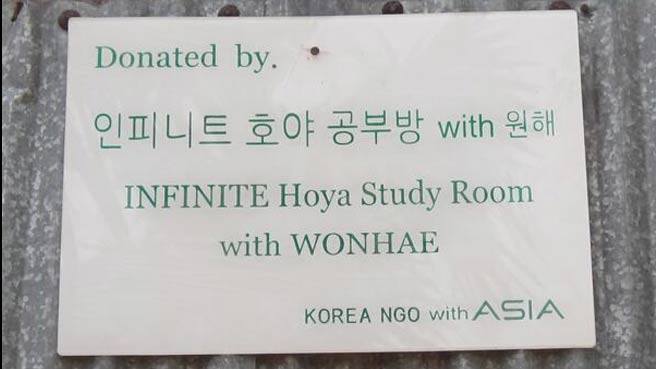 Donated by.
인피니트 호야 공부방 with 원해
INFINITE Hoya Study Room
with WONHAE
KOREA NGO with ASIA